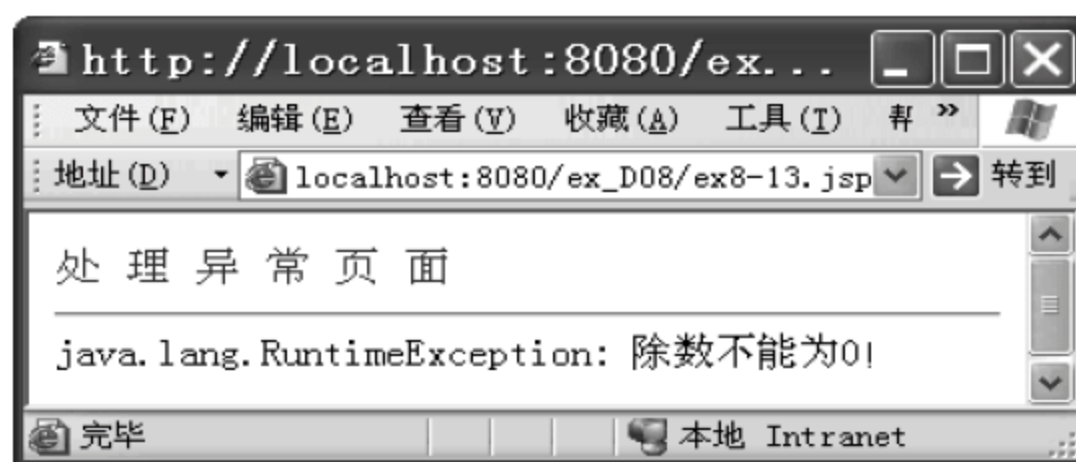 http://localhost:8080/ex...
文件(F) 编辑(E) 查看(V) 收藏(A) 工具(T) 帮 »
地址(D) localhost:8080/ex_D08/ex8-13.jsp 转到
处 理 异 常 页 面
java.lang.RuntimeException: 除数不能为0!
完毕 本地 Intranet